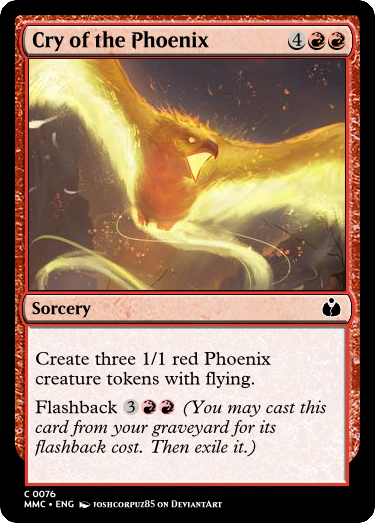 Cry of the Phoenix 4
Sorcery
Create three 1/1 red Phoenix
creature tokens with flying.
Flashback 3 (You may cast this
card from your graveyard for its
flashback cost. Then exile it.)
C 0076
MMC • ENG JOSHCORPUZ85 ON DEVIANTART